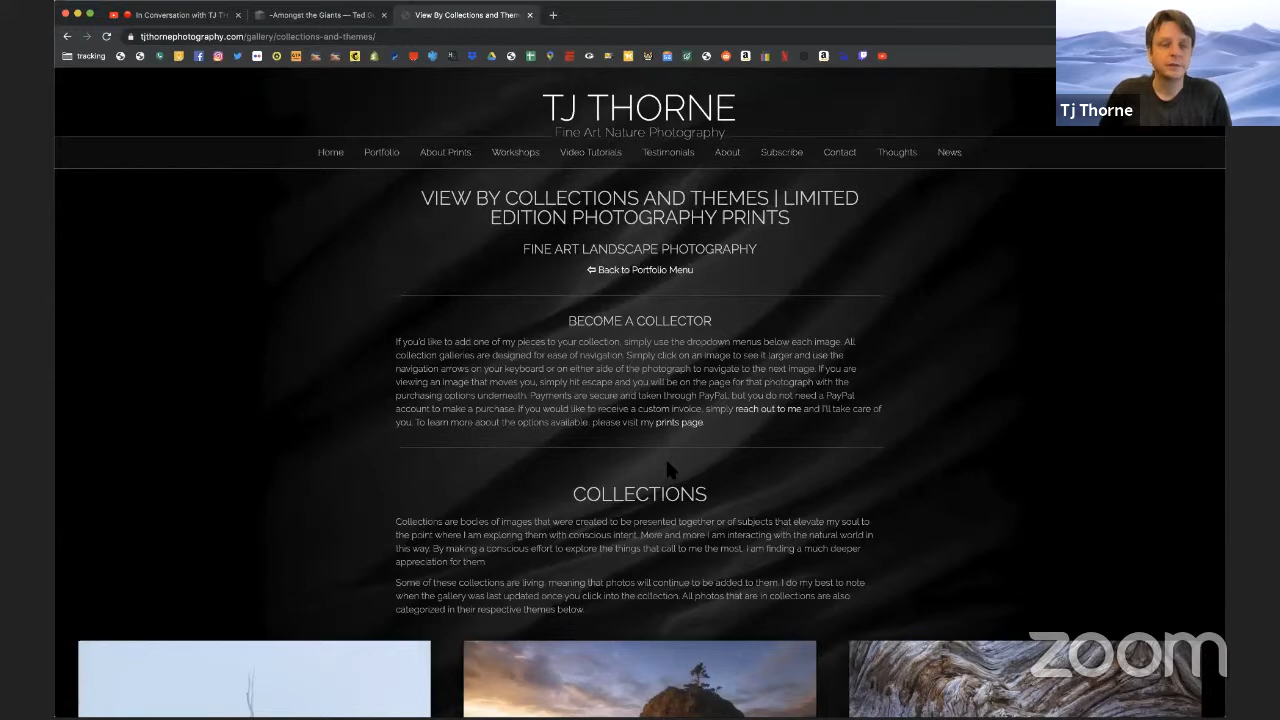 In Conversation with TJ Th
-Amongst the Giants — Ted Gu
View By Collections and Them
tjthornephotography.com/gallery/collections-and-themes/
tracking
Tj Thorne
TJ THORNE
Fine Art Nature Photography
Home Portfolio About Prints Workshops Video Tutorials Testimonials About Subscribe Contact Thoughts News
VIEW BY COLLECTIONS AND THEMES | LIMITED
EDITION PHOTOGRAPHY PRINTS
FINE ART LANDSCAPE PHOTOGRAPHY
⇦ Back to Portfolio Menu
BECOME A COLLECTOR
If you'd like to add one of my pieces to your collection, simply use the dropdown menus below each image. All
collection galleries are designed for ease of navigation. Simply click on an image to see it larger and use the
navigation arrows on your keyboard or on either side of the photograph to navigate to the next image. If you are
viewing an image that moves you, simply hit escape and you will be on the page for that photograph with the
purchasing options underneath. Payments are secure and taken through PayPal, but you do not need a PayPal
account to make a purchase. If you would like to receive a custom invoice, simply reach out to me and I'll take care of
you. To learn more about the options available, please visit my prints page.
COLLECTIONS
Collections are bodies of images that were created to be presented together or of subjects that elevate my soul to
the point where I am exploring them with conscious intent. More and more I am interacting with the natural world in
this way. By making a conscious effort to explore the things that call to me the most, I am finding a much deeper
appreciation for them.
Some of these collections are living, meaning that photos will continue to be added to them. I do my best to note
when the gallery was last updated once you click into the collection. All photos that are in collections are also
categorized in their respective themes below.
zoom